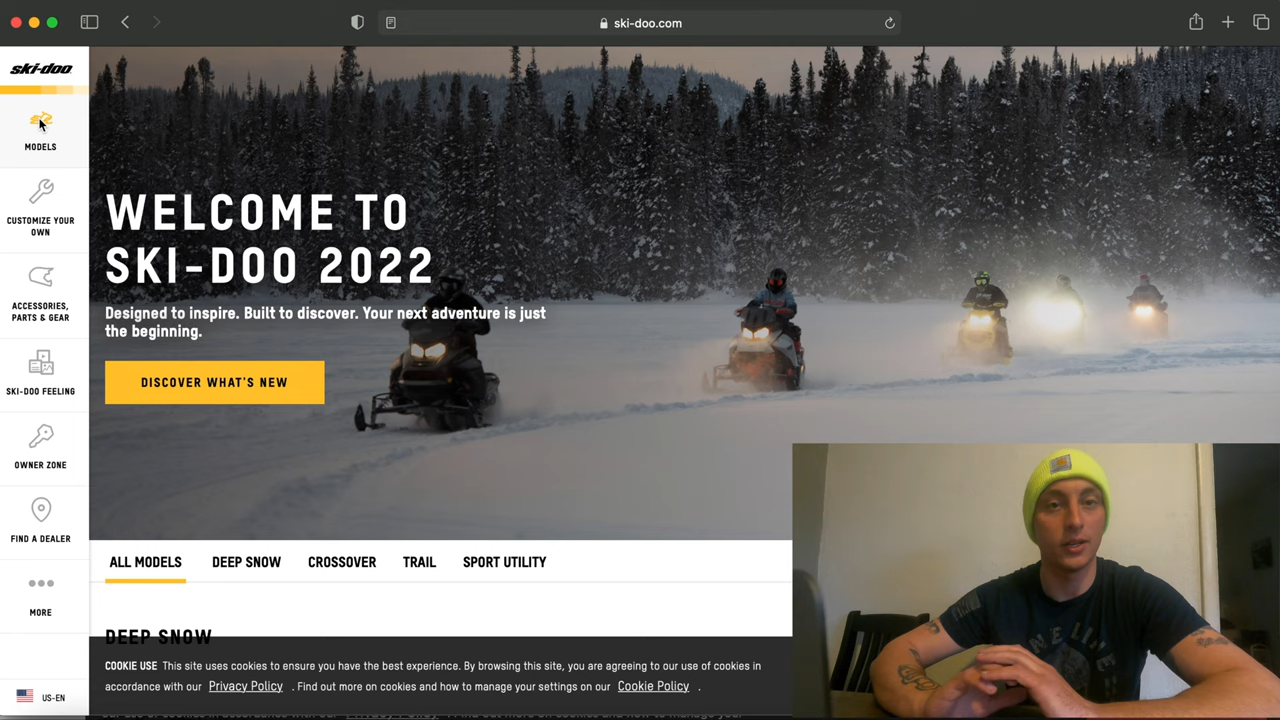 ski-doo.com
ski-doo
MODELS
CUSTOMIZE YOUR
OWN
ACCESSORIES,
PARTS & GEAR
SKI-DOO FEELING
OWNER ZONE
FIND A DEALER
MORE
US-EN
WELCOME TO
SKI-DOO 2022
Designed to inspire. Built to discover. Your next adventure is just
the beginning.
DISCOVER WHAT'S NEW
ALL MODELS DEEP SNOW CROSSOVER TRAIL SPORT UTILITY
DEEP SNOW
COOKIE USE This site uses cookies to ensure you have the best experience. By browsing this site, you are agreeing to our use of cookies in
accordance with our Privacy Policy . Find out more on cookies and how to manage your settings on our Cookie Policy .